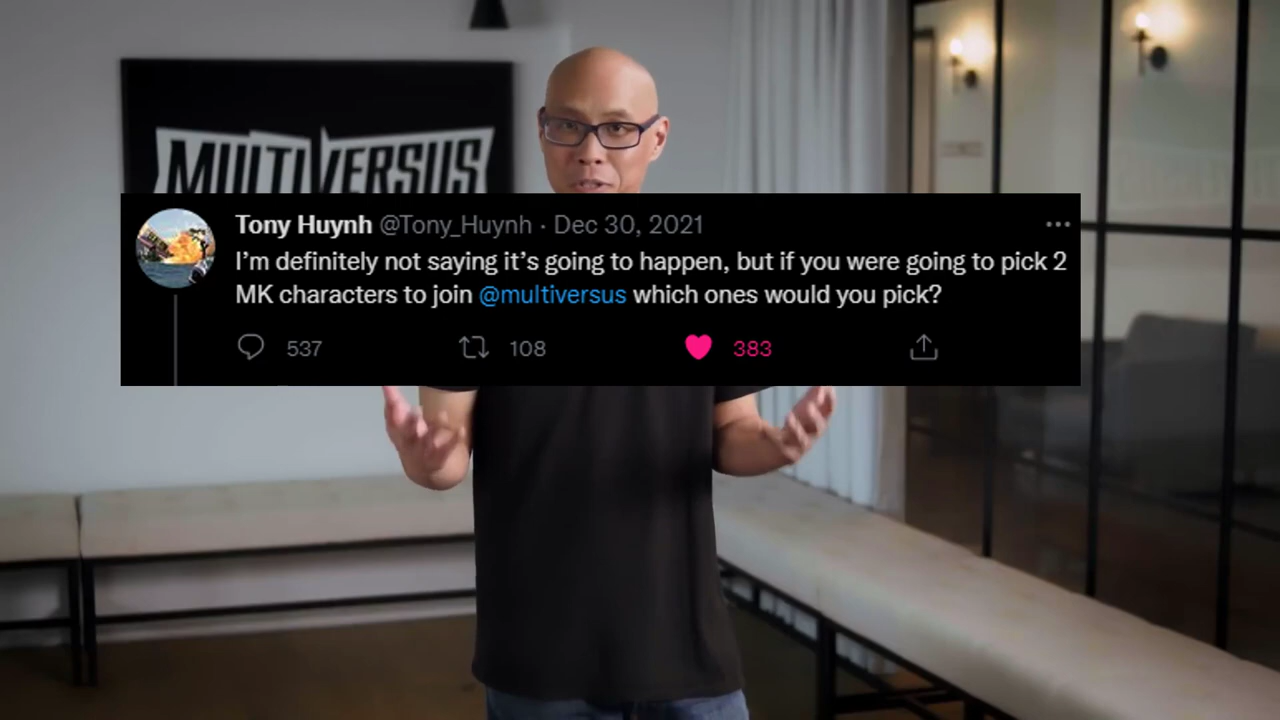 MULTIVERSUS
Tony Huynh @Tony_Huynh · Dec 30, 2021
I'm definitely not saying it's going to happen, but if you were going to pick 2
MK characters to join @multiversus which ones would you pick?
537 108 383